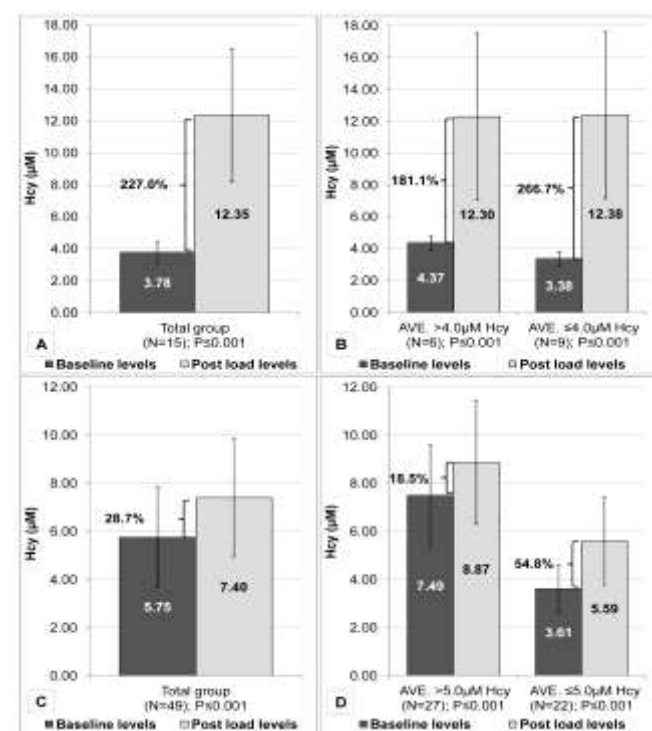 18.00
16.00
14.00
12.00
10.00
8.00
6.00
4.00
2.00
0.00
Hcy (µM)
227.0%
12.35
3.78
A
Total group
(N=15); P≤0.001
■ Baseline levels □ Post load levels
18.00
16.00
14.00
12.00
10.00
8.00
6.00
4.00
2.00
0.00
181.1%
266.7%
12.30
12.38
4.37
3.38
B
AVE. >4.0µM Hcy AVE. ≤4.0µM Hcy
(N=6); P≤0.001 (N=9); P≤0.001
■ Baseline levels □ Post load levels
12.00
10.00
8.00
6.00
4.00
2.00
0.00
Hcy (µM)
28.7%
5.75
7.40
C
Total group
(N=49); P≤0.001
■ Baseline levels □ Post load levels
12.00
10.00
8.00
6.00
4.00
2.00
0.00
18.5%
54.8%
7.49
8.87
3.61
5.59
D
AVE. >5.0µM Hcy AVE. ≤5.0µM Hcy
(N=27); P≤0.001 (N=22); P≤0.001
■ Baseline levels □ Post load levels